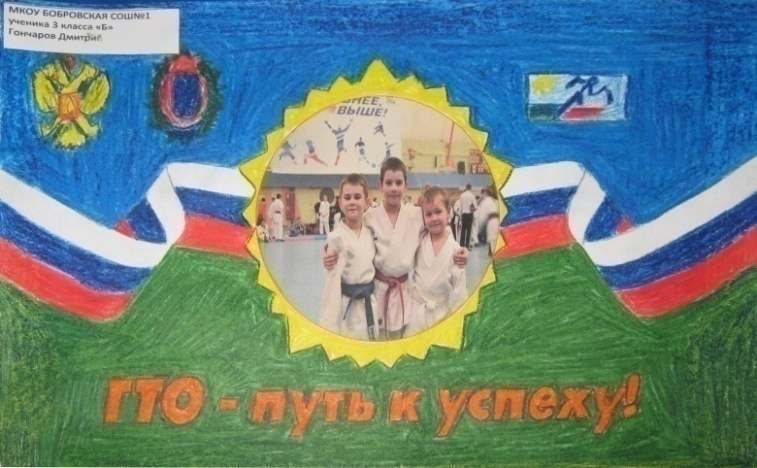 МКОУ БОБРОВСКАЯ СОШ№1
ученика 3 класса «Б»
Гончаров Дмитрий
ВЫШЕ!
ГТО - путь к успеху!